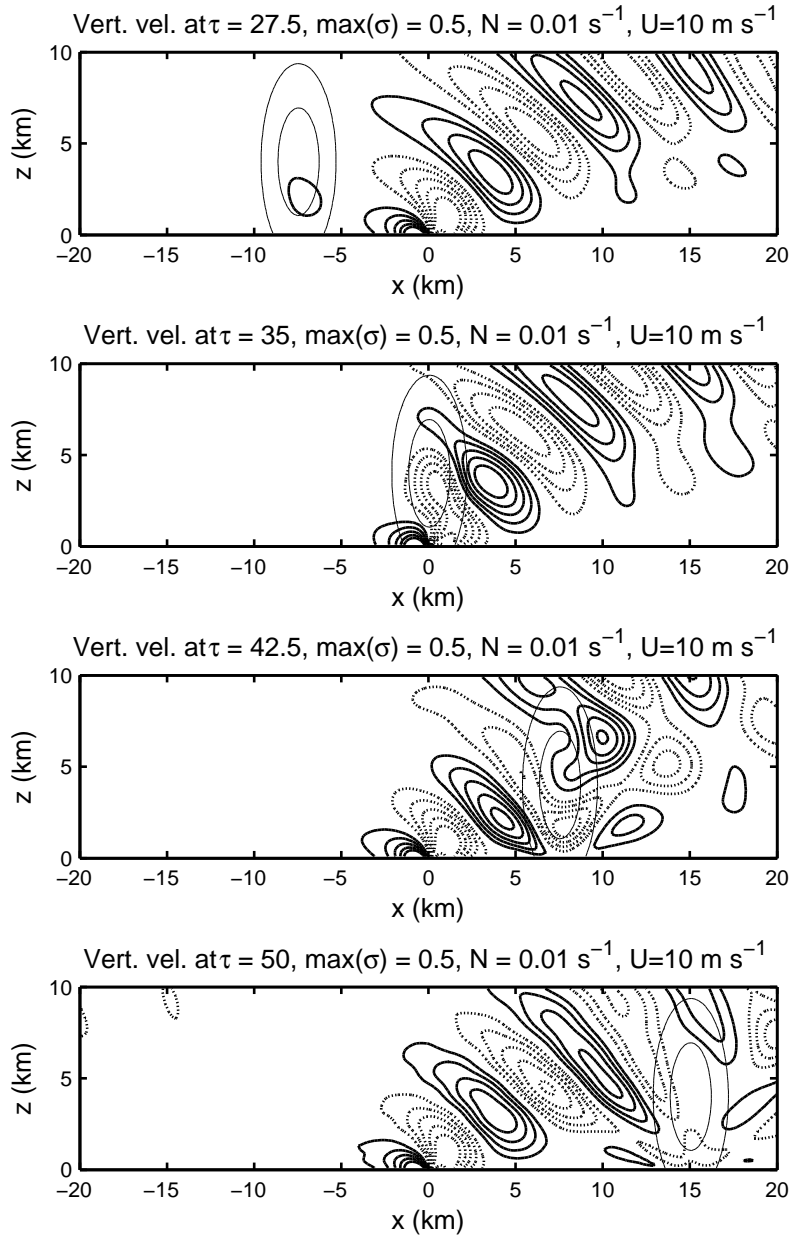 Vert. vel. atτ = 27.5, max(σ) = 0.5, N = 0.01 s⁻¹, U=10 m s⁻¹
10
5
0
z (km)
−20 −15 −10 −5 0 5 10 15 20
x (km)
Vert. vel. atτ = 35, max(σ) = 0.5, N = 0.01 s⁻¹, U=10 m s⁻¹
10
5
0
z (km)
−20 −15 −10 −5 0 5 10 15 20
x (km)
Vert. vel. atτ = 42.5, max(σ) = 0.5, N = 0.01 s⁻¹, U=10 m s⁻¹
10
5
0
z (km)
−20 −15 −10 −5 0 5 10 15 20
x (km)
Vert. vel. atτ = 50, max(σ) = 0.5, N = 0.01 s⁻¹, U=10 m s⁻¹
10
5
0
z (km)
−20 −15 −10 −5 0 5 10 15 20
x (km)